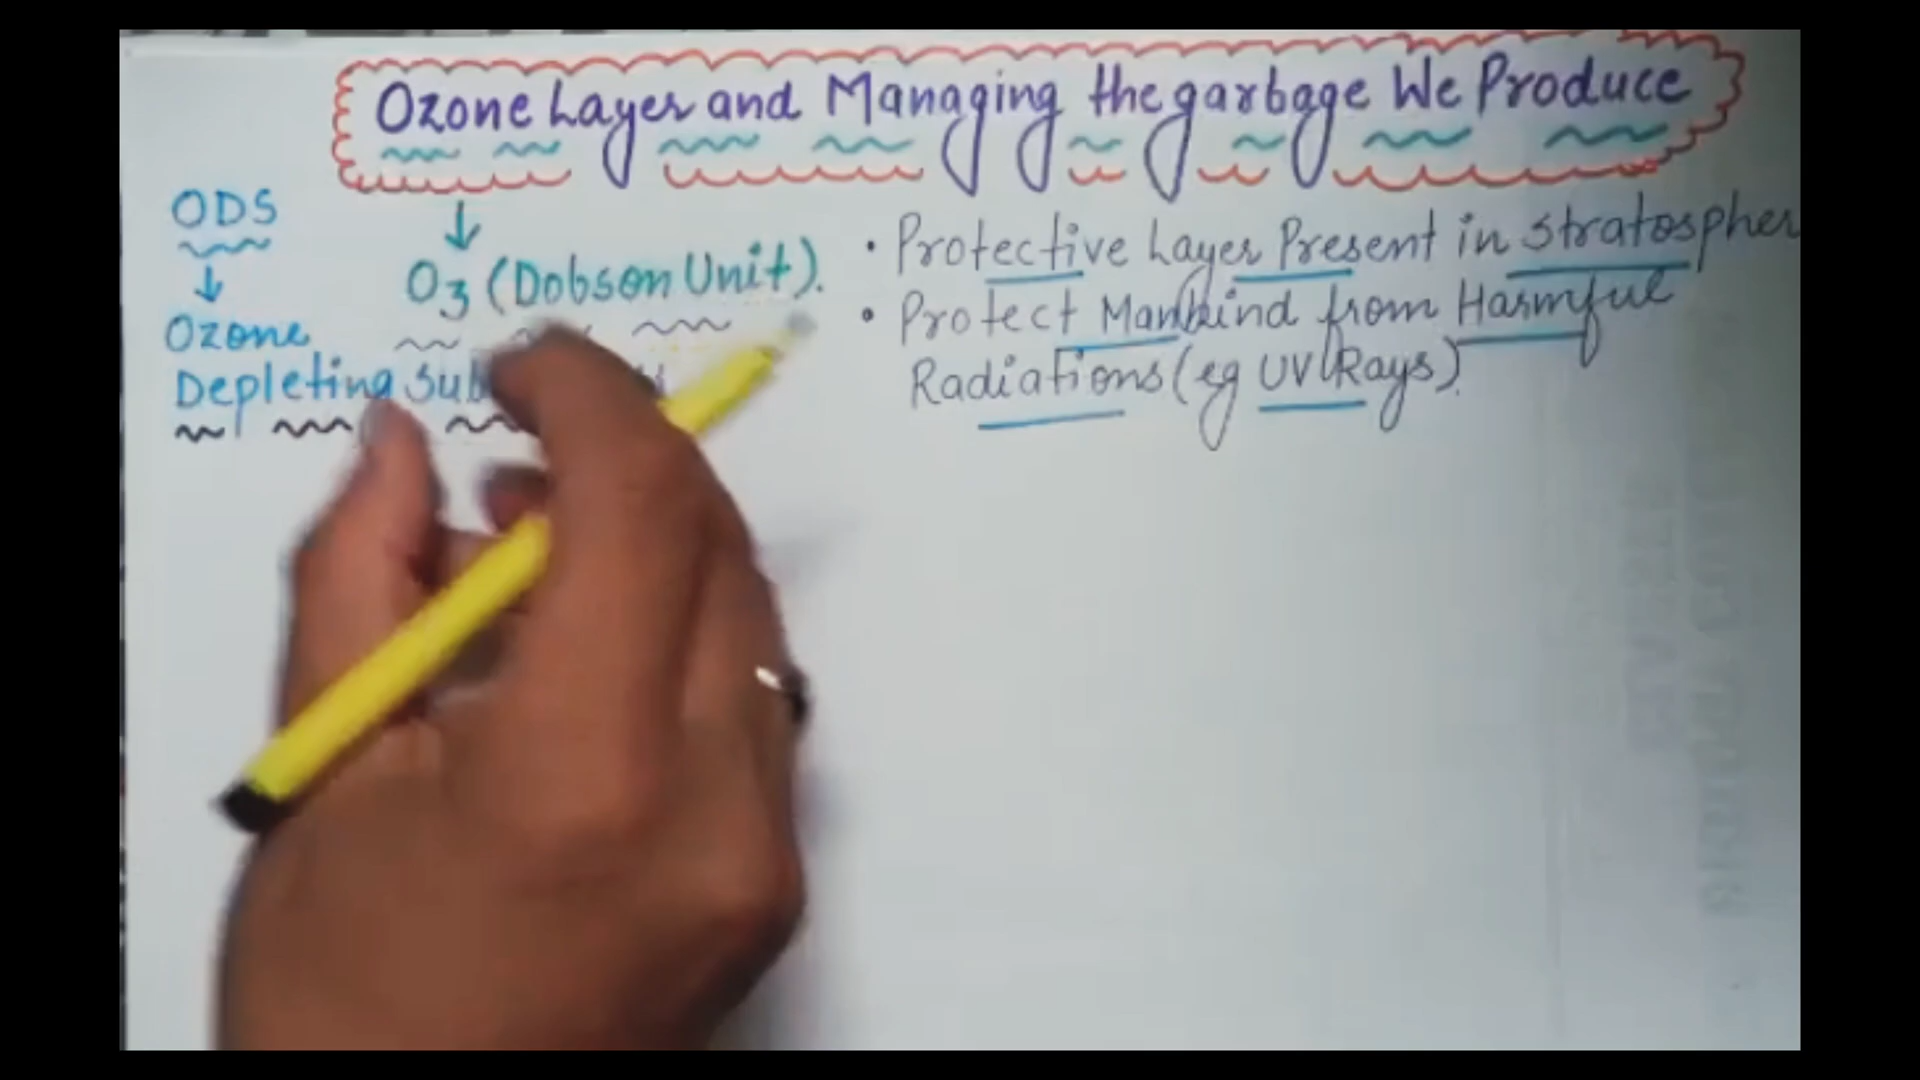 Ozone Layer and Managing the garbage We Produce
ODS
Ozone
Depleting
O3 (Dobson Unit).
• Protective Layer Present in Stratospher
• Protect Mankind from Harmful
Radiations (eg UV Rays).